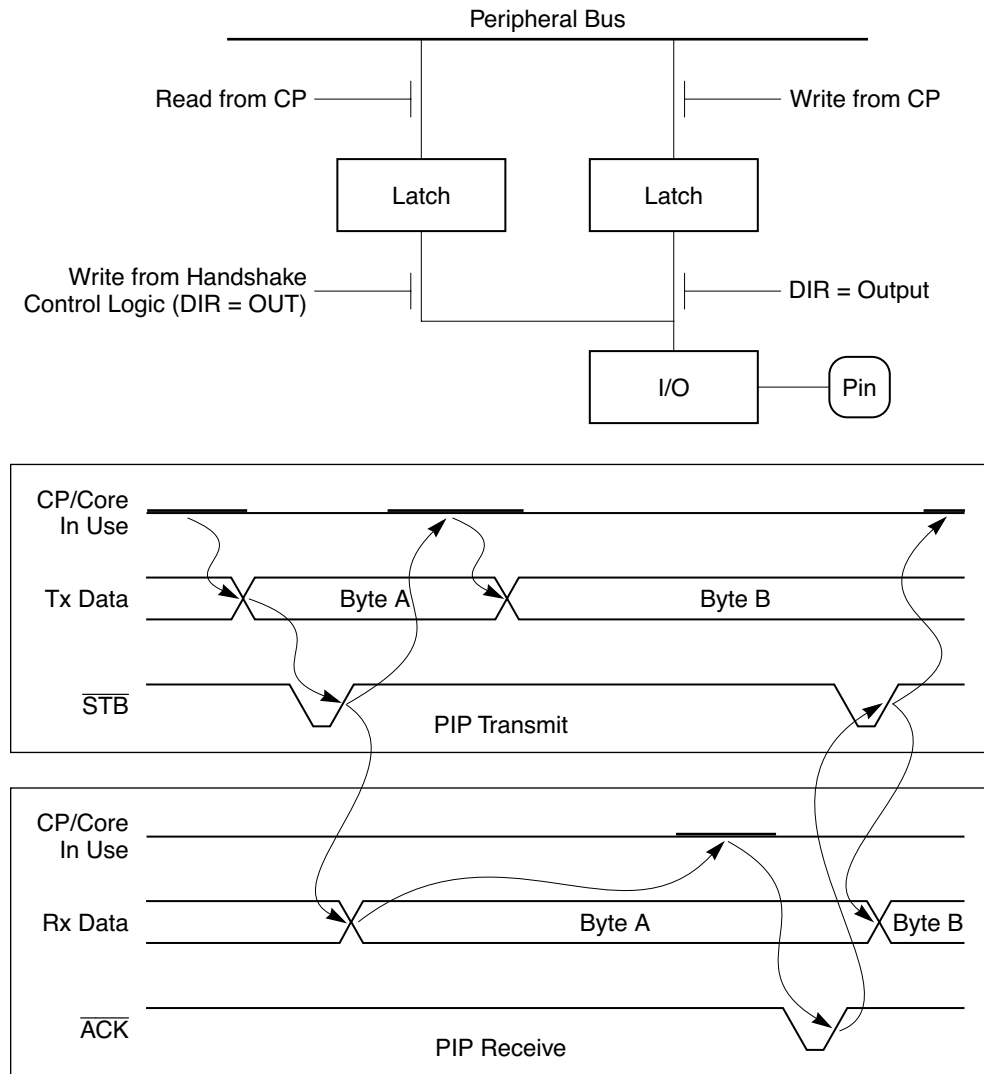 Peripheral Bus
Read from CP
Write from CP
Latch
Latch
Write from Handshake
Control Logic (DIR = OUT)
DIR = Output
I/O
Pin
CP/Core
In Use
Tx Data
Byte A
Byte B
STB
PIP Transmit
CP/Core
In Use
Rx Data
Byte A
Byte B
ACK
PIP Receive